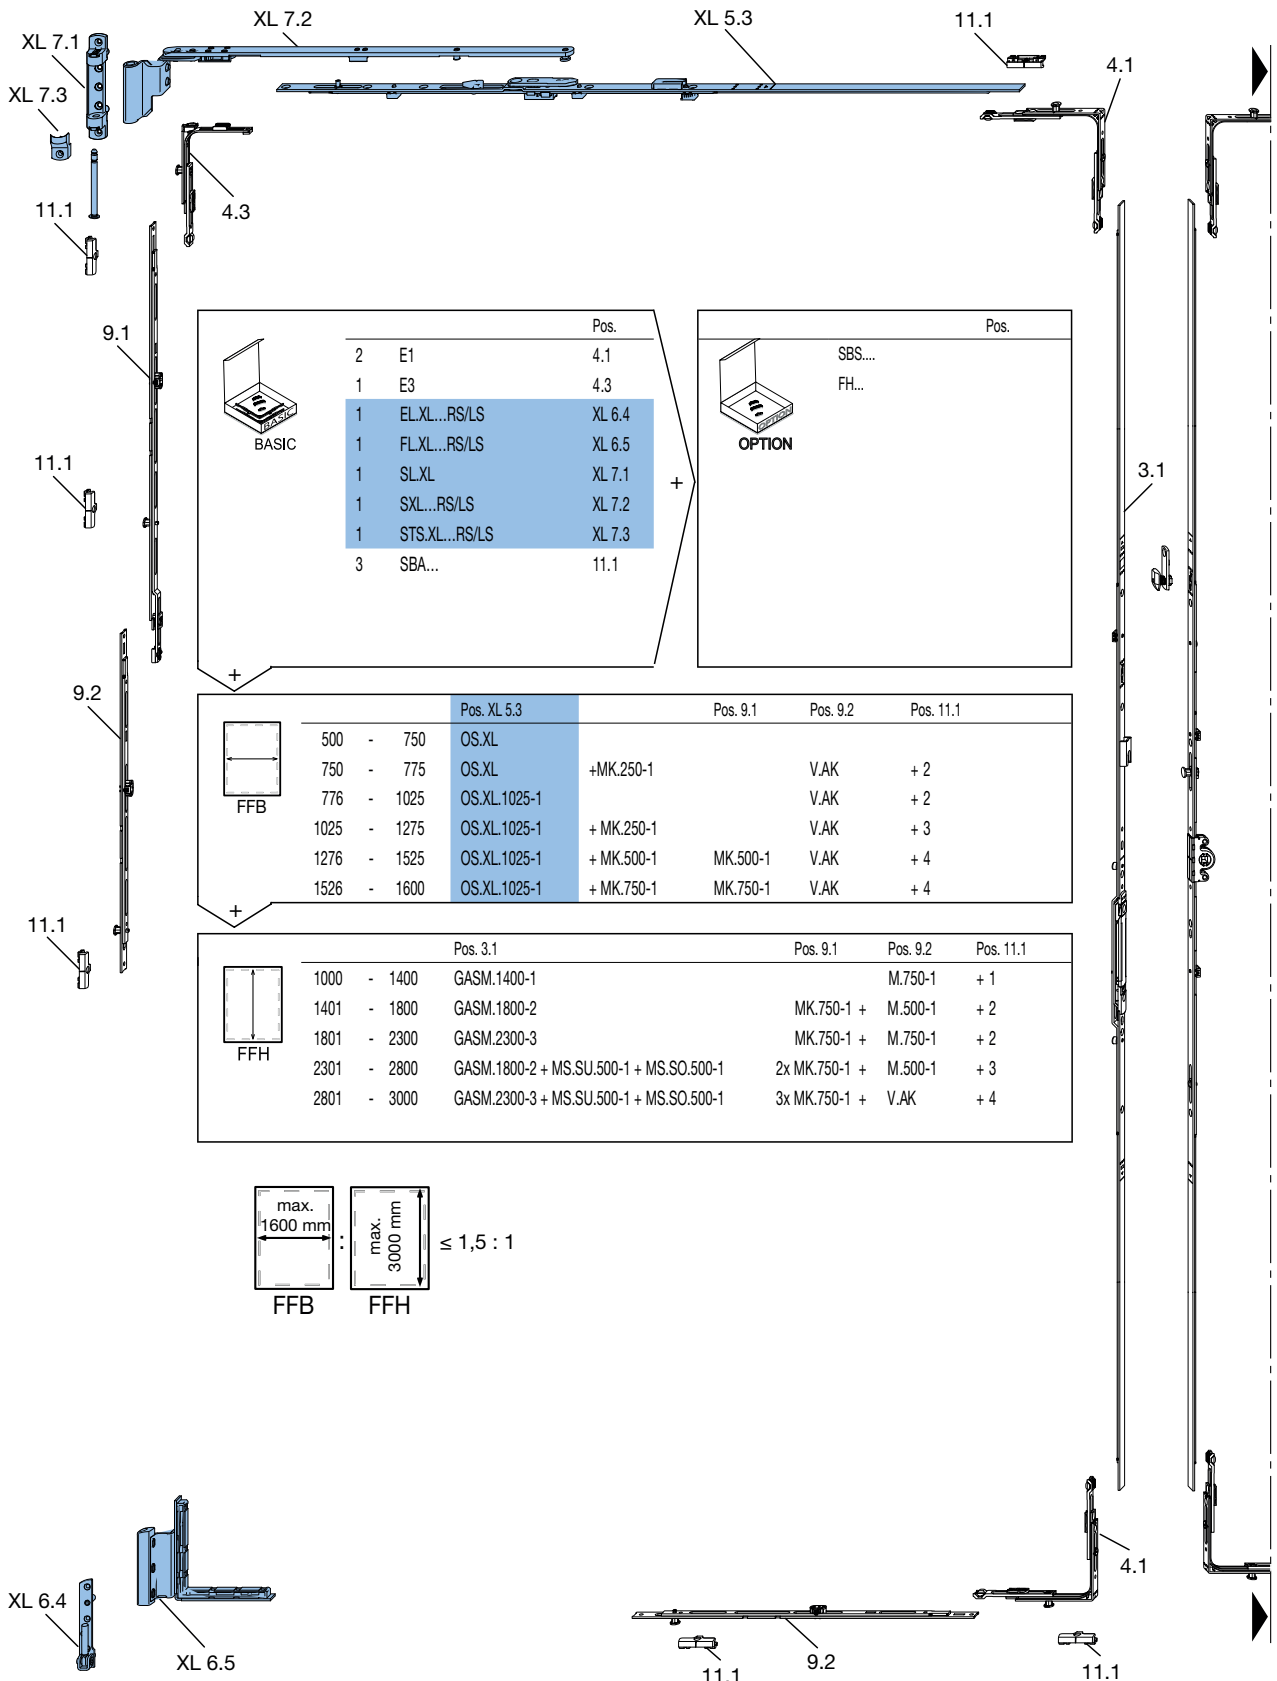 XL 7.2
XL 5.3
11.1
XL 7.1
4.1
XL 7.3
4.3
11.1
9.1
Pos.
2 E1 4.1
1 E3 4.3
1 EL.XL...RS/LS XL 6.4
1 FL.XL...RS/LS XL 6.5
1 SL.XL XL 7.1
1 SXL...RS/LS XL 7.2
1 STS.XL...RS/LS XL 7.3
3 SBA... 11.1
BASIC
BASIC
+
Pos.
SBS....
FH...
OPTION
OPTION
11.1
3.1
+
9.2
Pos. XL 5.3 Pos. 9.1 Pos. 9.2 Pos. 11.1
500 - 750 OS.XL
750 - 775 OS.XL +MK.250-1 V.AK + 2
776 - 1025 OS.XL.1025-1 V.AK + 2
1025 - 1275 OS.XL.1025-1 + MK.250-1 V.AK + 3
1276 - 1525 OS.XL.1025-1 + MK.500-1 MK.500-1 V.AK + 4
1526 - 1600 OS.XL.1025-1 + MK.750-1 MK.750-1 V.AK + 4
FFB
+
11.1
Pos. 3.1 Pos. 9.1 Pos. 9.2 Pos. 11.1
1000 - 1400 GASM.1400-1 M.750-1 + 1
1401 - 1800 GASM.1800-2 MK.750-1 + M.500-1 + 2
1801 - 2300 GASM.2300-3 MK.750-1 + M.750-1 + 2
2301 - 2800 GASM.1800-2 + MS.SU.500-1 + MS.SO.500-1 2x MK.750-1 + M.500-1 + 3
2801 - 3000 GASM.2300-3 + MS.SU.500-1 + MS.SO.500-1 3x MK.750-1 + V.AK + 4
FFH
max.
1600 mm
:
max.
3000 mm
≤ 1,5 : 1
FFB FFH
4.1
XL 6.4
XL 6.5
9.2
11.1
11.1